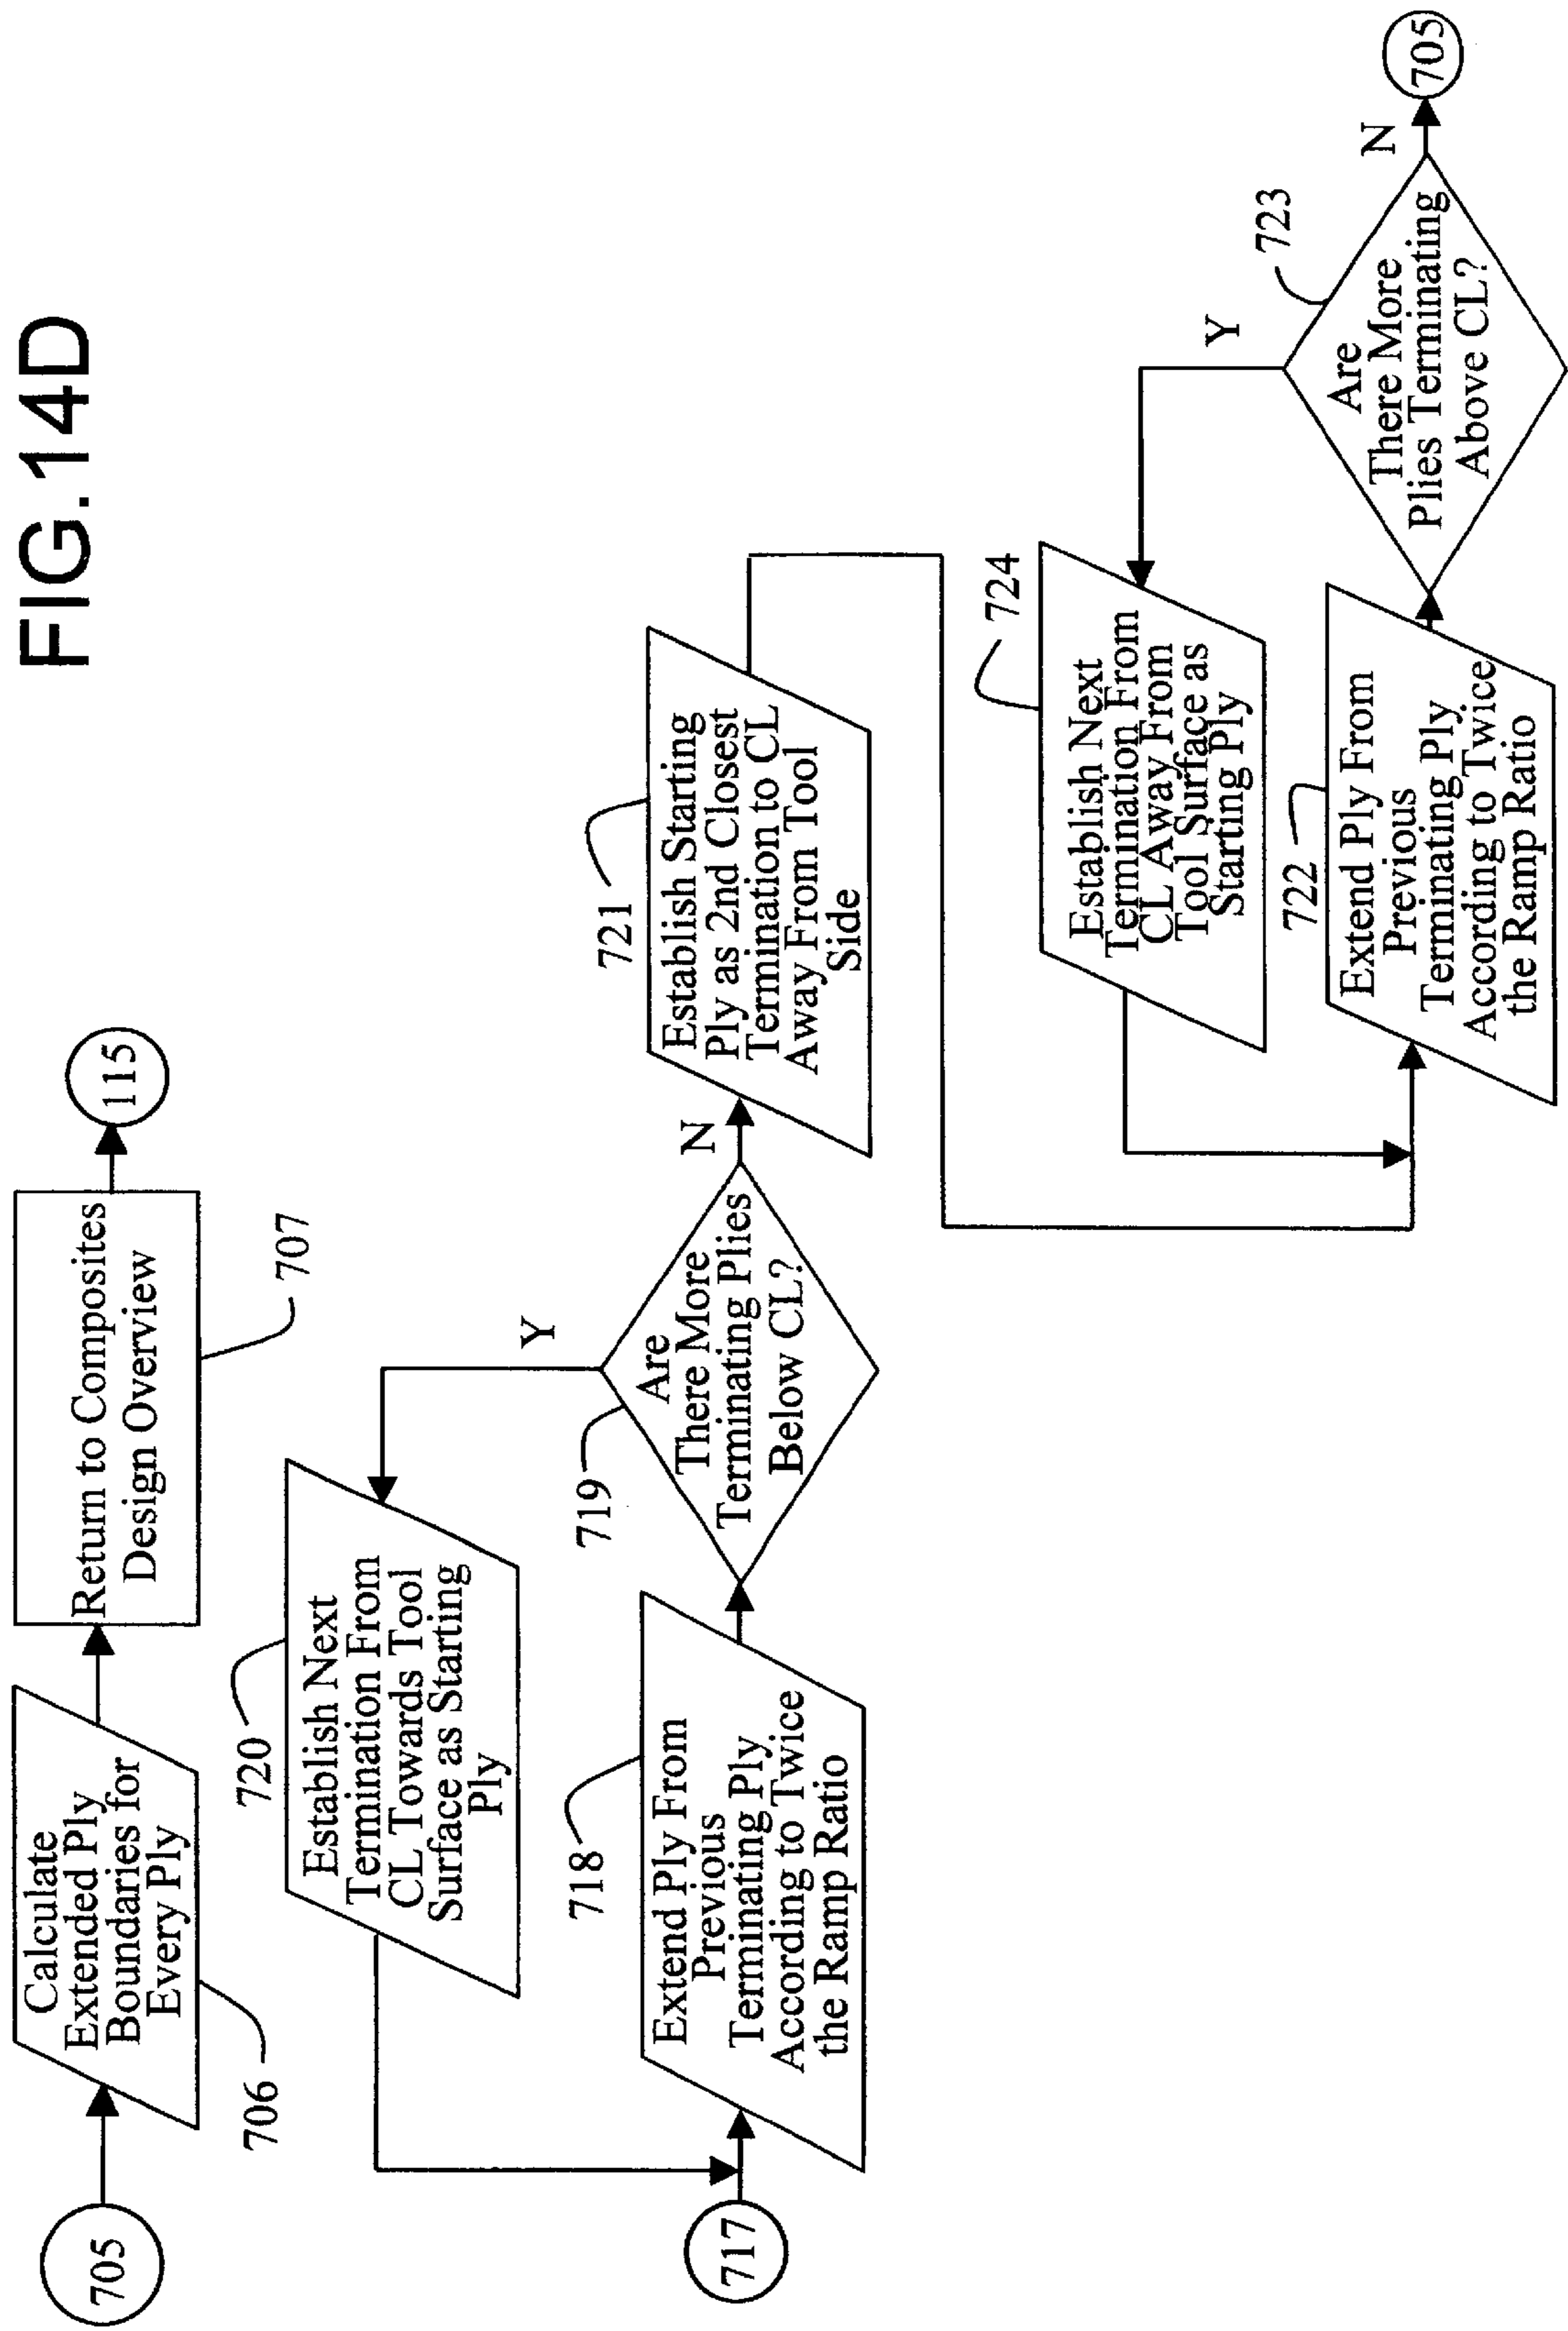 FIG.14D
705
Calculate
Extended Ply
Boundaries for
Every Ply
706
Return to Composites
Design Overview
707
115
717
Extend Ply From
Previous
Terminating Ply
According to Twice
the Ramp Ratio
718
Are
There More
Terminating Plies
Below CL?
719
Y
N
Establish Next
Termination From
CL Towards Tool
Surface as Starting
Ply
720
Establish Starting
Ply as 2nd Closest
Termination to CL
Away From Tool
Side
721
Extend Ply From
Previous
Terminating Ply
According to Twice
the Ramp Ratio
722
Are
There More
Plies Terminating
Above CL?
723
Y
N
Establish Next
Termination From
CL Away From
Tool Surface as
Starting Ply
724
705